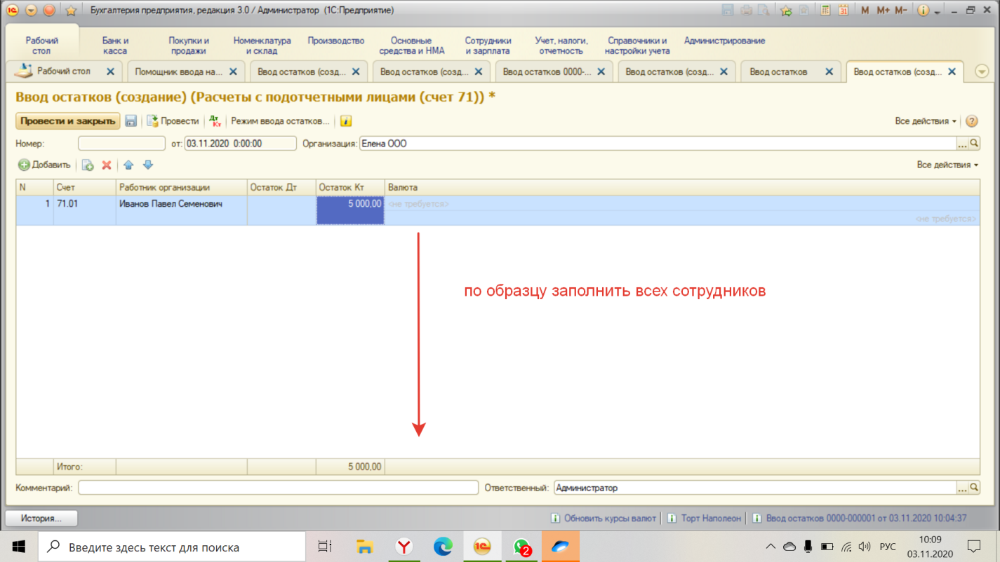 Бухгалтерия предприятия, редакция 3.0 / Администратор (1С:Предприятие)
M M+ M-
Рабочий стол
Банк и касса
Покупки и продажи
Номенклатура и склад
Производство
Основные средства и НМА
Сотрудники и зарплата
Учет, налоги, отчетность
Справочники и настройки учета
Администрирование
Рабочий стол
Помощник ввода на...
Ввод остатков (созд...
Ввод остатков (созд...
Ввод остатков 0000-...
Ввод остатков (созд...
Ввод остатков
Ввод остатков (созд...
Ввод остатков (создание) (Расчеты с подотчетными лицами (счет 71)) *
Провести и закрыть Провести Дт Кт Режим ввода остатков... Все действия
Номер: от: 03.11.2020 0:00:00 Организация: Елена ООО
Добавить Все действия
N Счет Работник организации Остаток Дт Остаток Кт Валюта
1 71.01 Иванов Павел Семенович 5 000,00 <не требуется>
<не требуется>
по образцу заполнить всех сотрудников
Итого: 5 000,00
Комментарий: Ответственный: Администратор
История... Обновить курсы валют Торт Наполеон Ввод остатков 0000-000001 от 03.11.2020 10:04:37
Введите здесь текст для поиска 2 РУС 10:09
03.11.2020